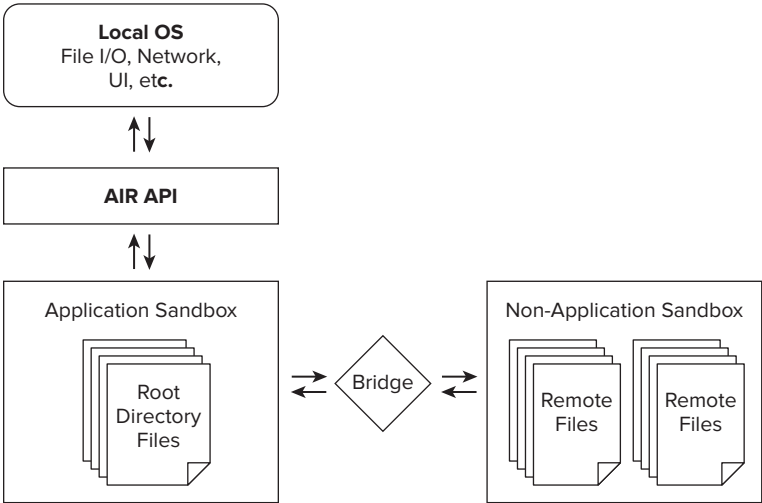 Local OS
File I/O, Network,
UI, etc.
AIR API
Application Sandbox
Root
Directory
Files
Bridge
Non-Application Sandbox
Remote
Files
Remote
Files